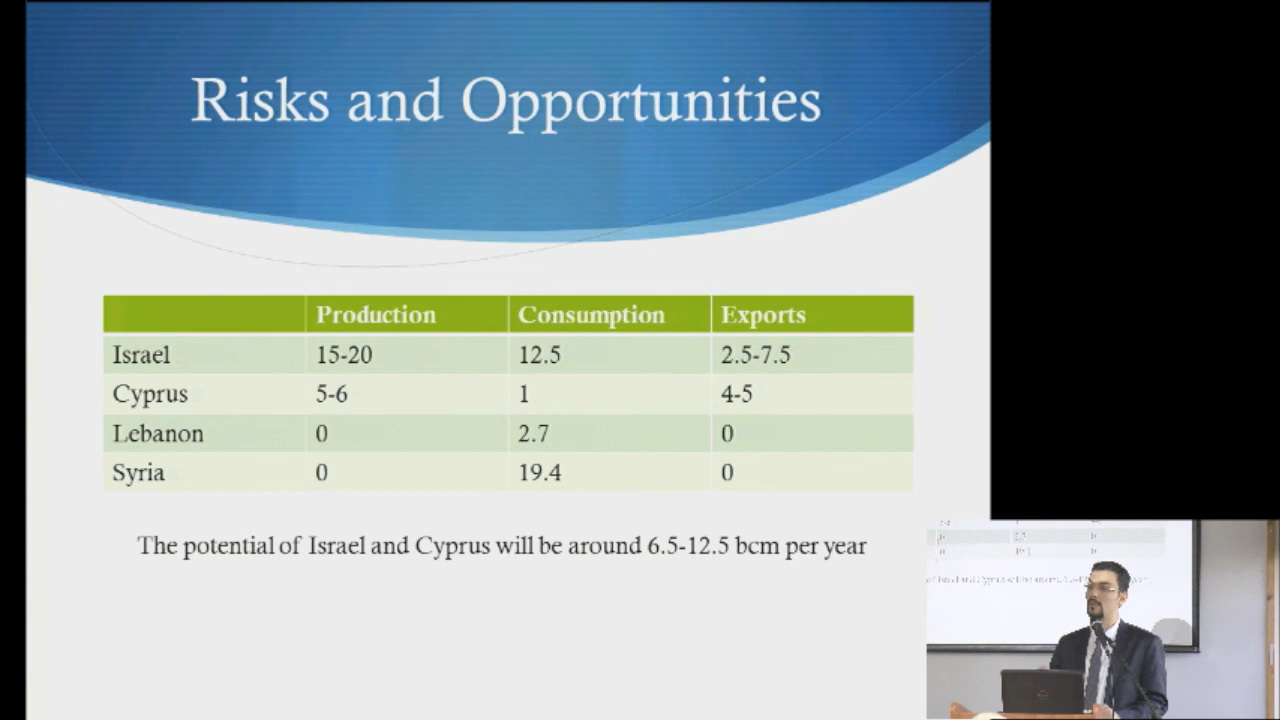 Risks and Opportunities
Production Consumption Exports
Israel 15-20 12.5 2.5-7.5
Cyprus 5-6 1 4-5
Lebanon 0 2.7 0
Syria 0 19.4 0
The potential of Israel and Cyprus will be around 6.5-12.5 bcm per year